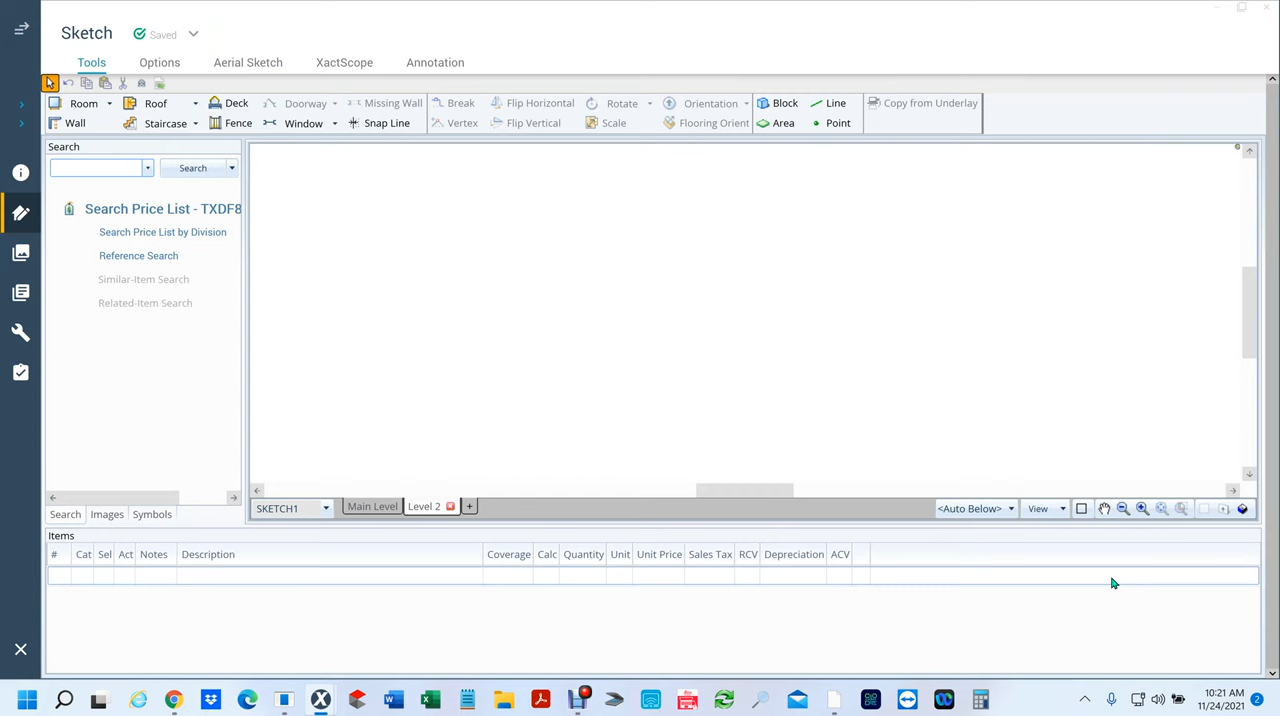 Sketch Saved
Tools Options Aerial Sketch XactScope Annotation
Room Roof Deck Doorway Missing Wall Break Flip Horizontal Rotate Orientation Block Line Copy from Underlay
Wall Staircase Fence Window Snap Line Vertex Flip Vertical Scale Flooring Orient Area Point
Search
Search
Search Price List - TXDF8
Search Price List by Division
Reference Search
Similar-Item Search
Related-Item Search
Search Images Symbols
SKETCH1 Main Level Level 2 + <Auto Below> View
Items
# Cat Sel Act Notes Description Coverage Calc Quantity Unit Unit Price Sales Tax RCV Depreciation ACV
10:21 AM
11/24/2021 2